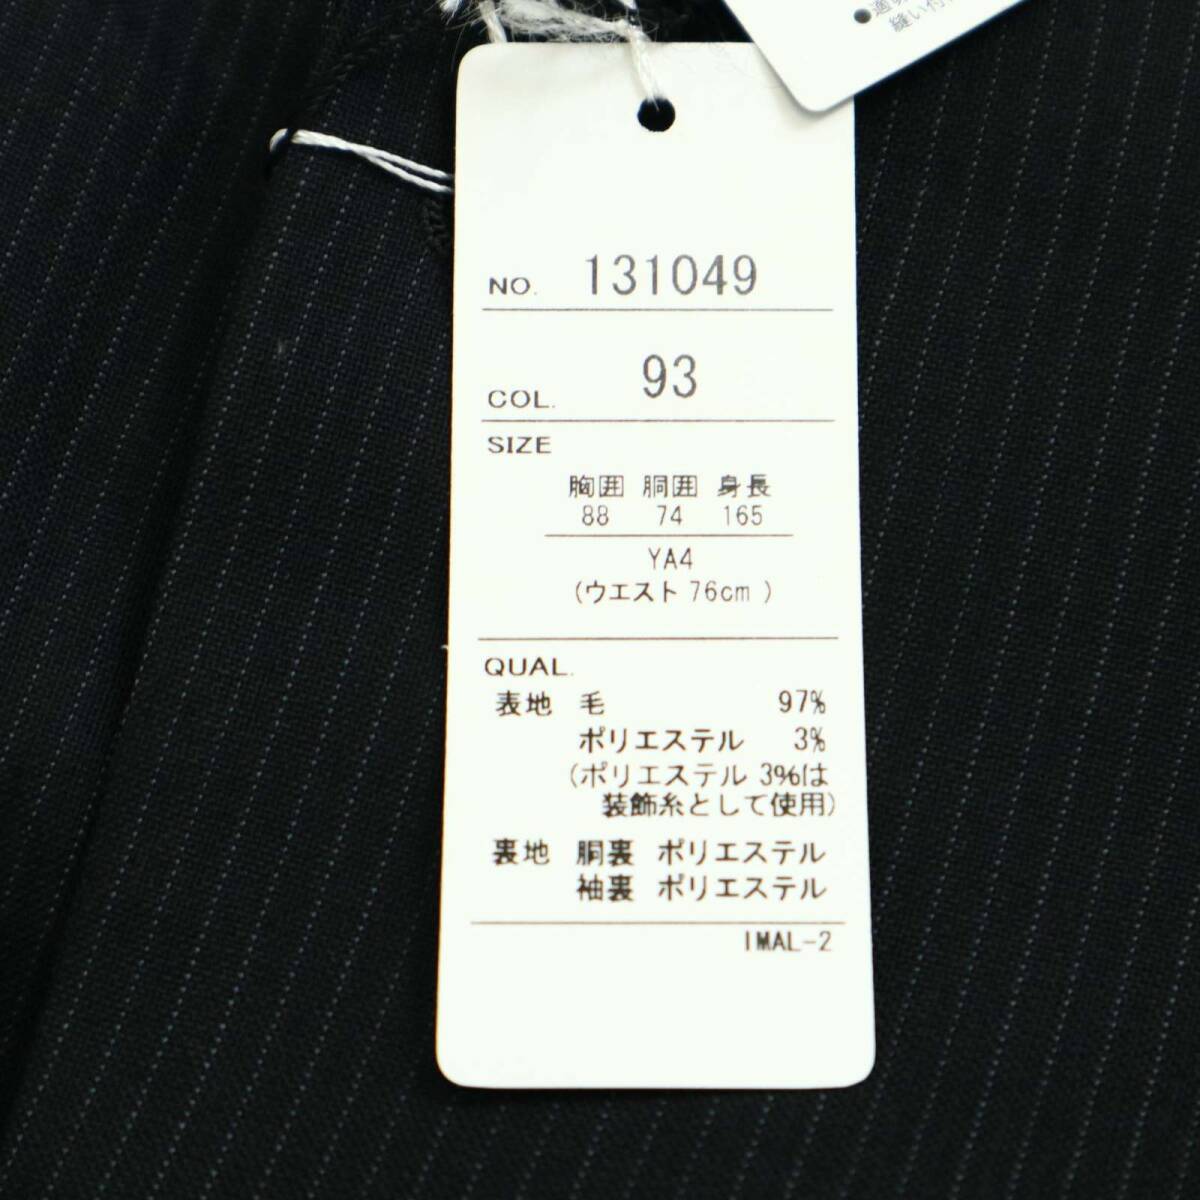 縫い付
NO. 131049
COL. 93
SIZE
胸囲 胴囲 身長
88 74 165
YA4
(ウエスト 76cm )
QUAL.
表地 毛 97%
ポリエステル 3%
(ポリエステル 3%は
装飾糸として使用)
裏地 胴裏 ポリエステル
袖裏 ポリエステル
IMAL-2